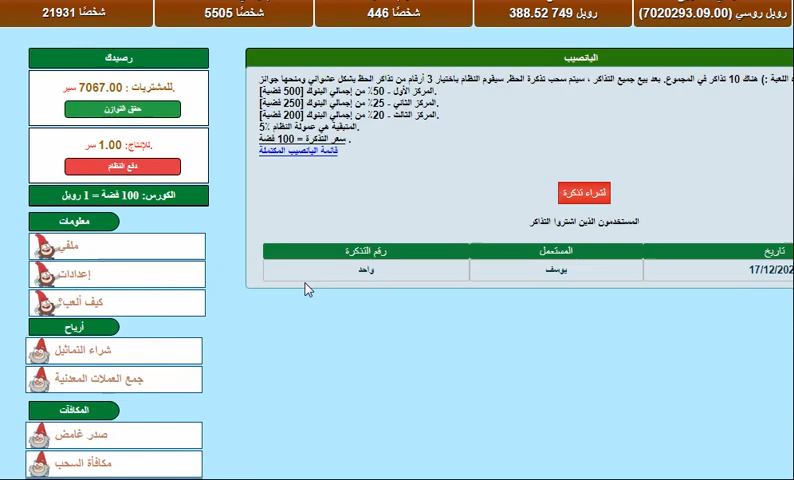 روبل روسي (7020293.09.00)
388.52 749 روبل
446 شخصًا
5505 شخصًا
21931 شخصًا
اليانصيب
اللعبة :) هناك 10 تذاكر في المجموع. بعد بيع جميع التذاكر ، سيتم سحب تذكرة الحظ. سيقوم النظام باختيار 3 أرقام من تذاكر الحظ بشكل عشوائي ومنحها جوائز
المركز الأول - 50٪ من إجمالي البنوك [500 فضية].
المركز الثاني - 25٪ من إجمالي البنوك [250 فضية].
المركز الثالث - 20٪ من إجمالي البنوك [200 فضية].
المتبقية هي عمولة النظام 5٪.
سعر التذكرة = 100 فضة .
قائمة اليانصيب المكتملة
لشراء تذكرة
المستخدمون الذين اشتروا التذاكر
تاريخ
المستعمل
رقم التذكرة
17/12/202
يوسف
واحد
رصيدك
للمشتريات : 7067.00 سير.
حقق التوازن
للإنتاج: 1.00 سر.
دفع النظام
الكورس: 100 فضة = 1 روبل
معلومات
ملفي
إعدادات
كيف ألعب؟
أرباح
شراء التماثيل
جمع العملات المعدنية
المكافآت
صدر غامض
مكافأة السحب